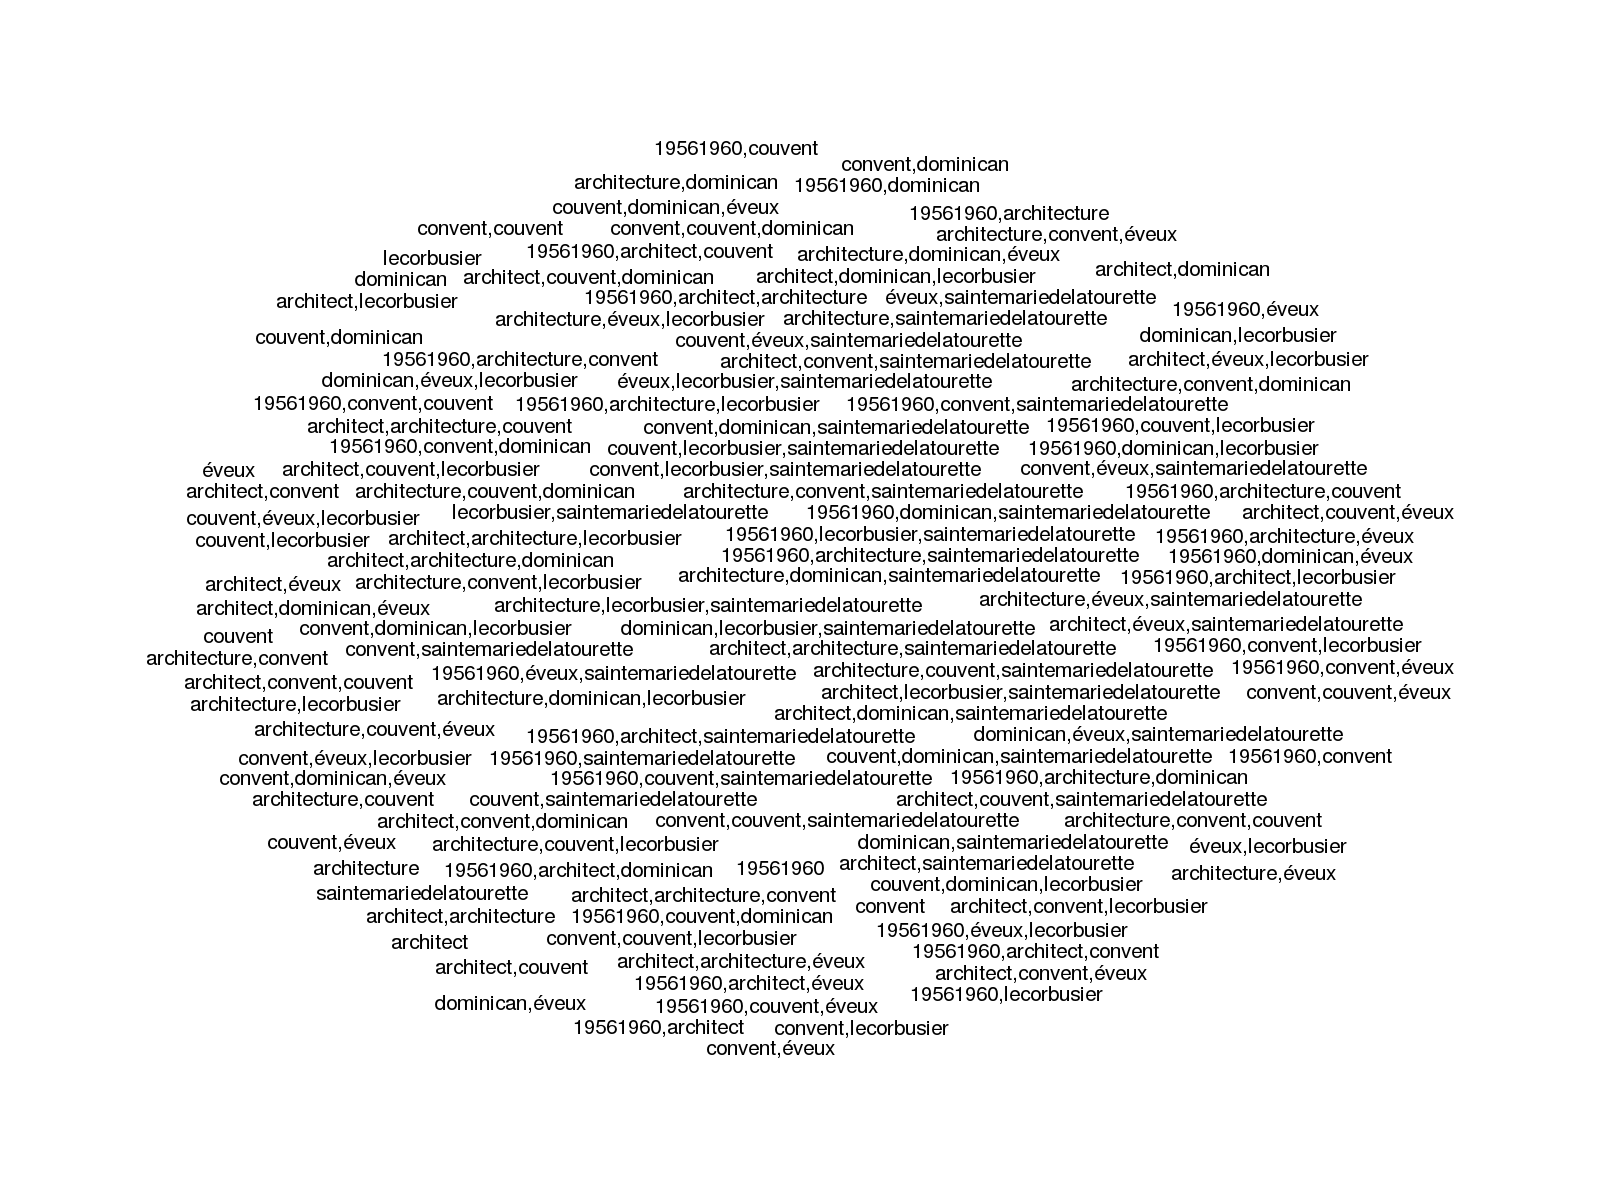 19561960,couvent
convent,dominican
architecture,dominican 19561960,dominican
couvent,dominican,éveux 19561960,architecture
convent,couvent convent,couvent,dominican architecture,convent,éveux
lecorbusier 19561960,architect,couvent architecture,dominican,éveux
dominican architect,couvent,dominican architect,dominican,lecorbusier architect,dominican
architect,lecorbusier 19561960,architect,architecture éveux,saintemariedelatourette 19561960,éveux
architecture,éveux,lecorbusier architecture,saintemariedelatourette
couvent,dominican couvent,éveux,saintemariedelatourette dominican,lecorbusier
19561960,architecture,convent architect,convent,saintemariedelatourette architect,éveux,lecorbusier
dominican,éveux,lecorbusier éveux,lecorbusier,saintemariedelatourette architecture,convent,dominican
19561960,convent,couvent 19561960,architecture,lecorbusier 19561960,convent,saintemariedelatourette
architect,architecture,couvent convent,dominican,saintemariedelatourette 19561960,couvent,lecorbusier
19561960,convent,dominican couvent,lecorbusier,saintemariedelatourette 19561960,dominican,lecorbusier
éveux architect,couvent,lecorbusier convent,lecorbusier,saintemariedelatourette convent,éveux,saintemariedelatourette
architect,convent architecture,couvent,dominican architecture,convent,saintemariedelatourette 19561960,architecture,couvent
couvent,éveux,lecorbusier lecorbusier,saintemariedelatourette 19561960,dominican,saintemariedelatourette architect,couvent,éveux
couvent,lecorbusier architect,architecture,lecorbusier 19561960,lecorbusier,saintemariedelatourette 19561960,architecture,éveux
architect,architecture,dominican 19561960,architecture,saintemariedelatourette 19561960,dominican,éveux
architect,éveux architecture,convent,lecorbusier architecture,dominican,saintemariedelatourette 19561960,architect,lecorbusier
architect,dominican,éveux architecture,lecorbusier,saintemariedelatourette architecture,éveux,saintemariedelatourette
couvent convent,dominican,lecorbusier dominican,lecorbusier,saintemariedelatourette architect,éveux,saintemariedelatourette
architecture,convent convent,saintemariedelatourette architect,architecture,saintemariedelatourette 19561960,convent,lecorbusier
architect,convent,couvent 19561960,éveux,saintemariedelatourette architecture,couvent,saintemariedelatourette 19561960,convent,éveux
architecture,lecorbusier architecture,dominican,lecorbusier architect,lecorbusier,saintemariedelatourette convent,couvent,éveux
architect,dominican,saintemariedelatourette
architecture,couvent,éveux 19561960,architect,saintemariedelatourette dominican,éveux,saintemariedelatourette
convent,éveux,lecorbusier 19561960,saintemariedelatourette couvent,dominican,saintemariedelatourette 19561960,convent
convent,dominican,éveux 19561960,couvent,saintemariedelatourette 19561960,architecture,dominican
architecture,couvent couvent,saintemariedelatourette architect,couvent,saintemariedelatourette
architect,convent,dominican convent,couvent,saintemariedelatourette architecture,convent,couvent
couvent,éveux architecture,couvent,lecorbusier dominican,saintemariedelatourette éveux,lecorbusier
architecture 19561960,architect,dominican 19561960 architect,saintemariedelatourette architecture,éveux
saintemariedelatourette architect,architecture,convent couvent,dominican,lecorbusier
architect,architecture 19561960,couvent,dominican convent architect,convent,lecorbusier
architect convent,couvent,lecorbusier 19561960,éveux,lecorbusier
architect,couvent architect,architecture,éveux 19561960,architect,convent
19561960,architect,éveux architect,convent,éveux
dominican,éveux 19561960,couvent,éveux 19561960,lecorbusier
19561960,architect convent,lecorbusier
convent,éveux